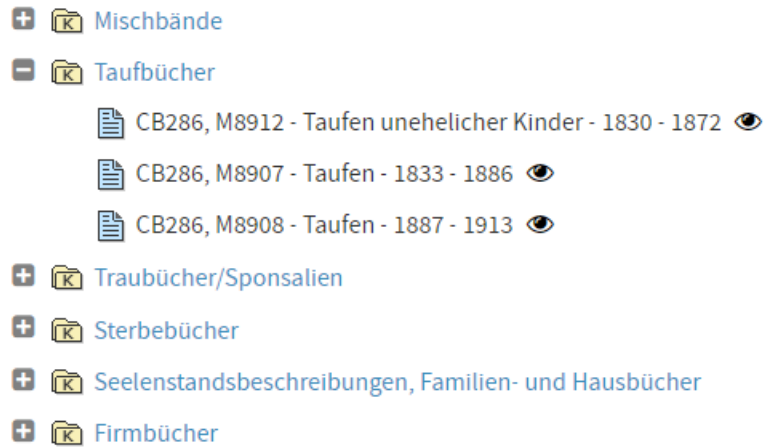 Mischbände
Taufbücher
CB286, M8912 - Taufen unehelicher Kinder - 1830 - 1872
CB286, M8907 - Taufen - 1833 - 1886
CB286, M8908 - Taufen - 1887 - 1913
Traubücher/Sponsalien
Sterbebücher
Seelenstandsbeschreibungen, Familien- und Hausbücher
Firmbücher